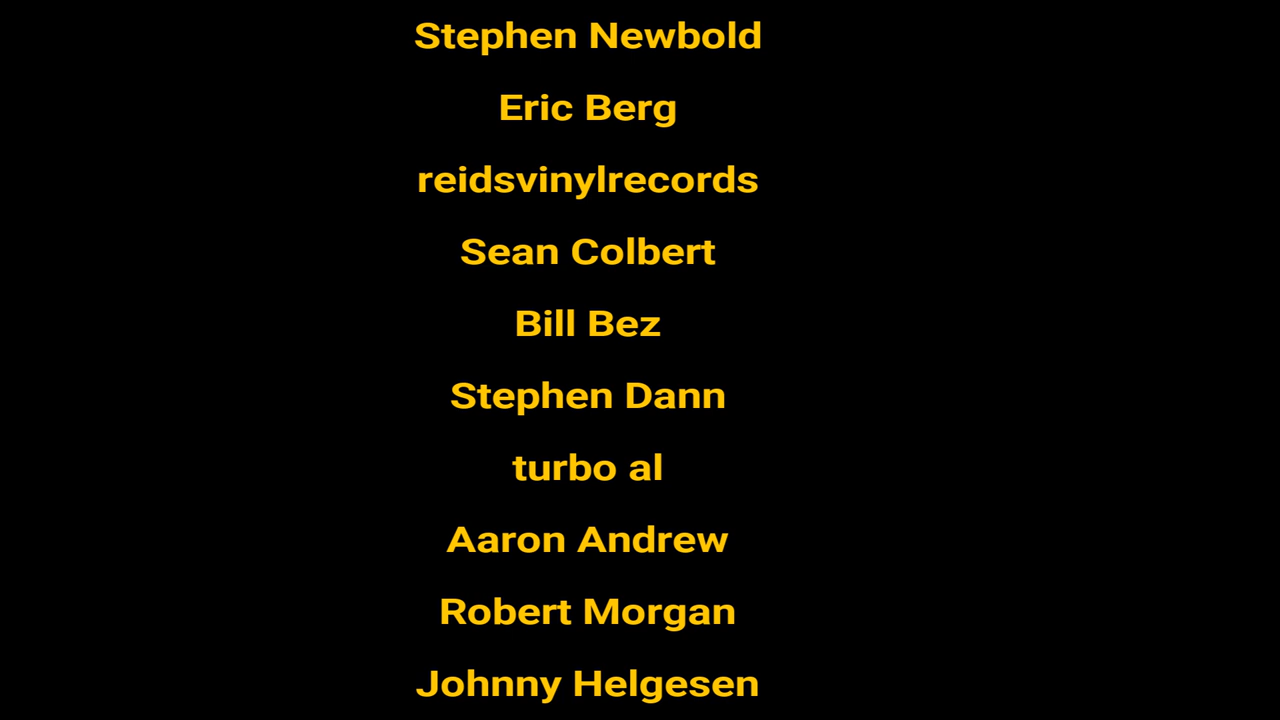 Stephen Newbold
Eric Berg
reidsvinylrecords
Sean Colbert
Bill Bez
Stephen Dann
turbo al
Aaron Andrew
Robert Morgan
Johnny Helgesen